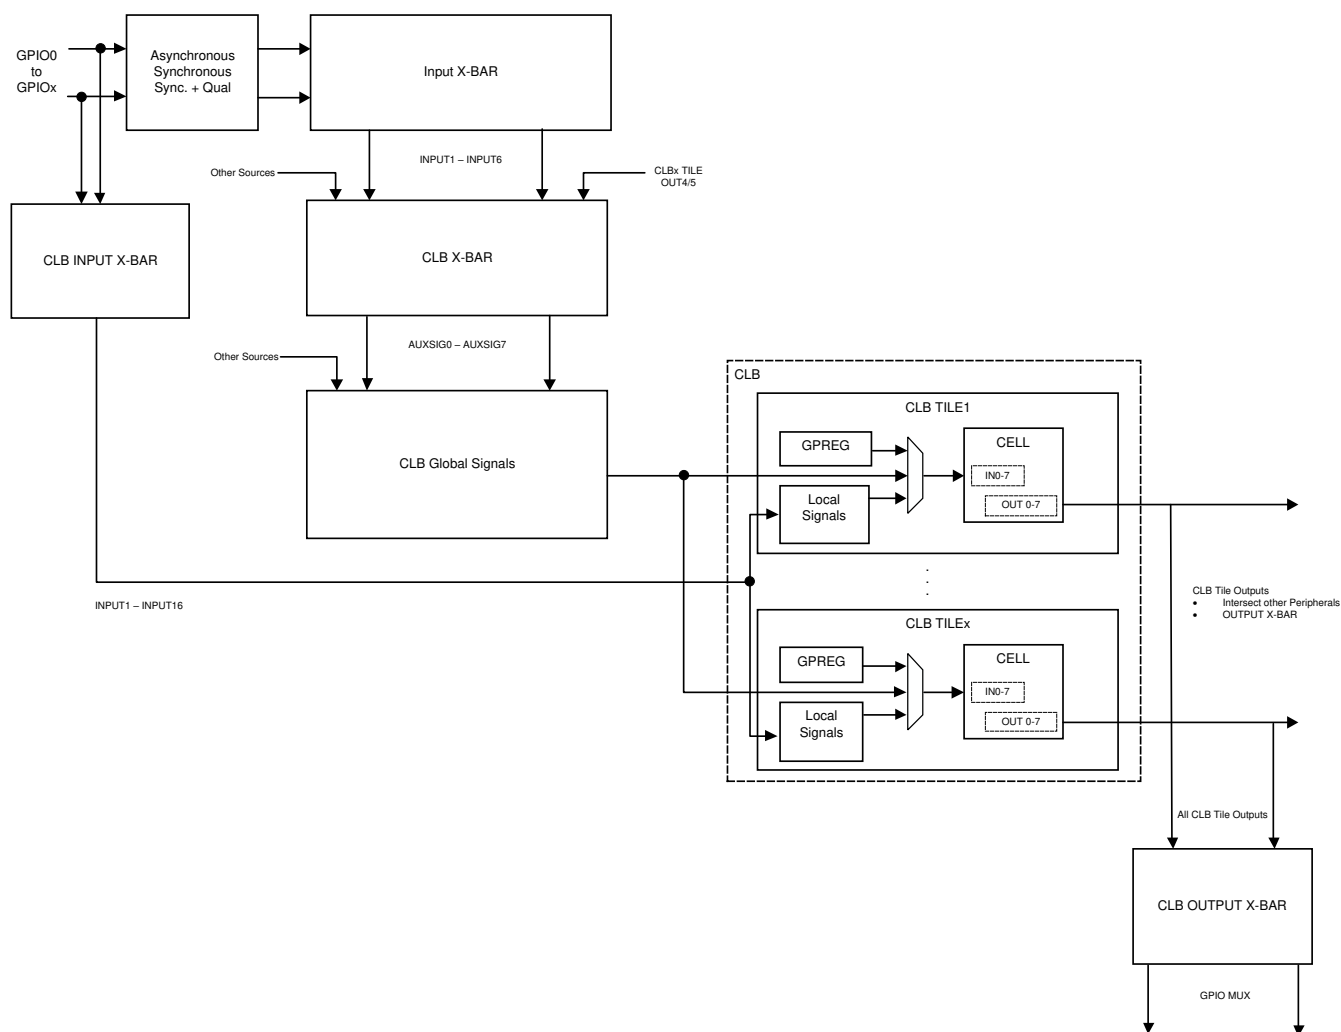 GPIO0
to
GPIOx
Asynchronous
Synchronous
Sync. + Qual
Input X-BAR
INPUT1 – INPUT6
Other Sources
CLBx TILE
OUT4/5
CLB INPUT X-BAR
CLB X-BAR
AUXSIG0 – AUXSIG7
Other Sources
CLB Global Signals
INPUT1 – INPUT16
CLB
CLB TILE1
GPREG
Local
Signals
CELL
IN0-7
OUT 0-7
.
.
.
CLB TILEx
GPREG
Local
Signals
CELL
IN0-7
OUT 0-7
CLB Tile Outputs
• Intersect other Peripherals
• OUTPUT X-BAR
All CLB Tile Outputs
CLB OUTPUT X-BAR
GPIO MUX